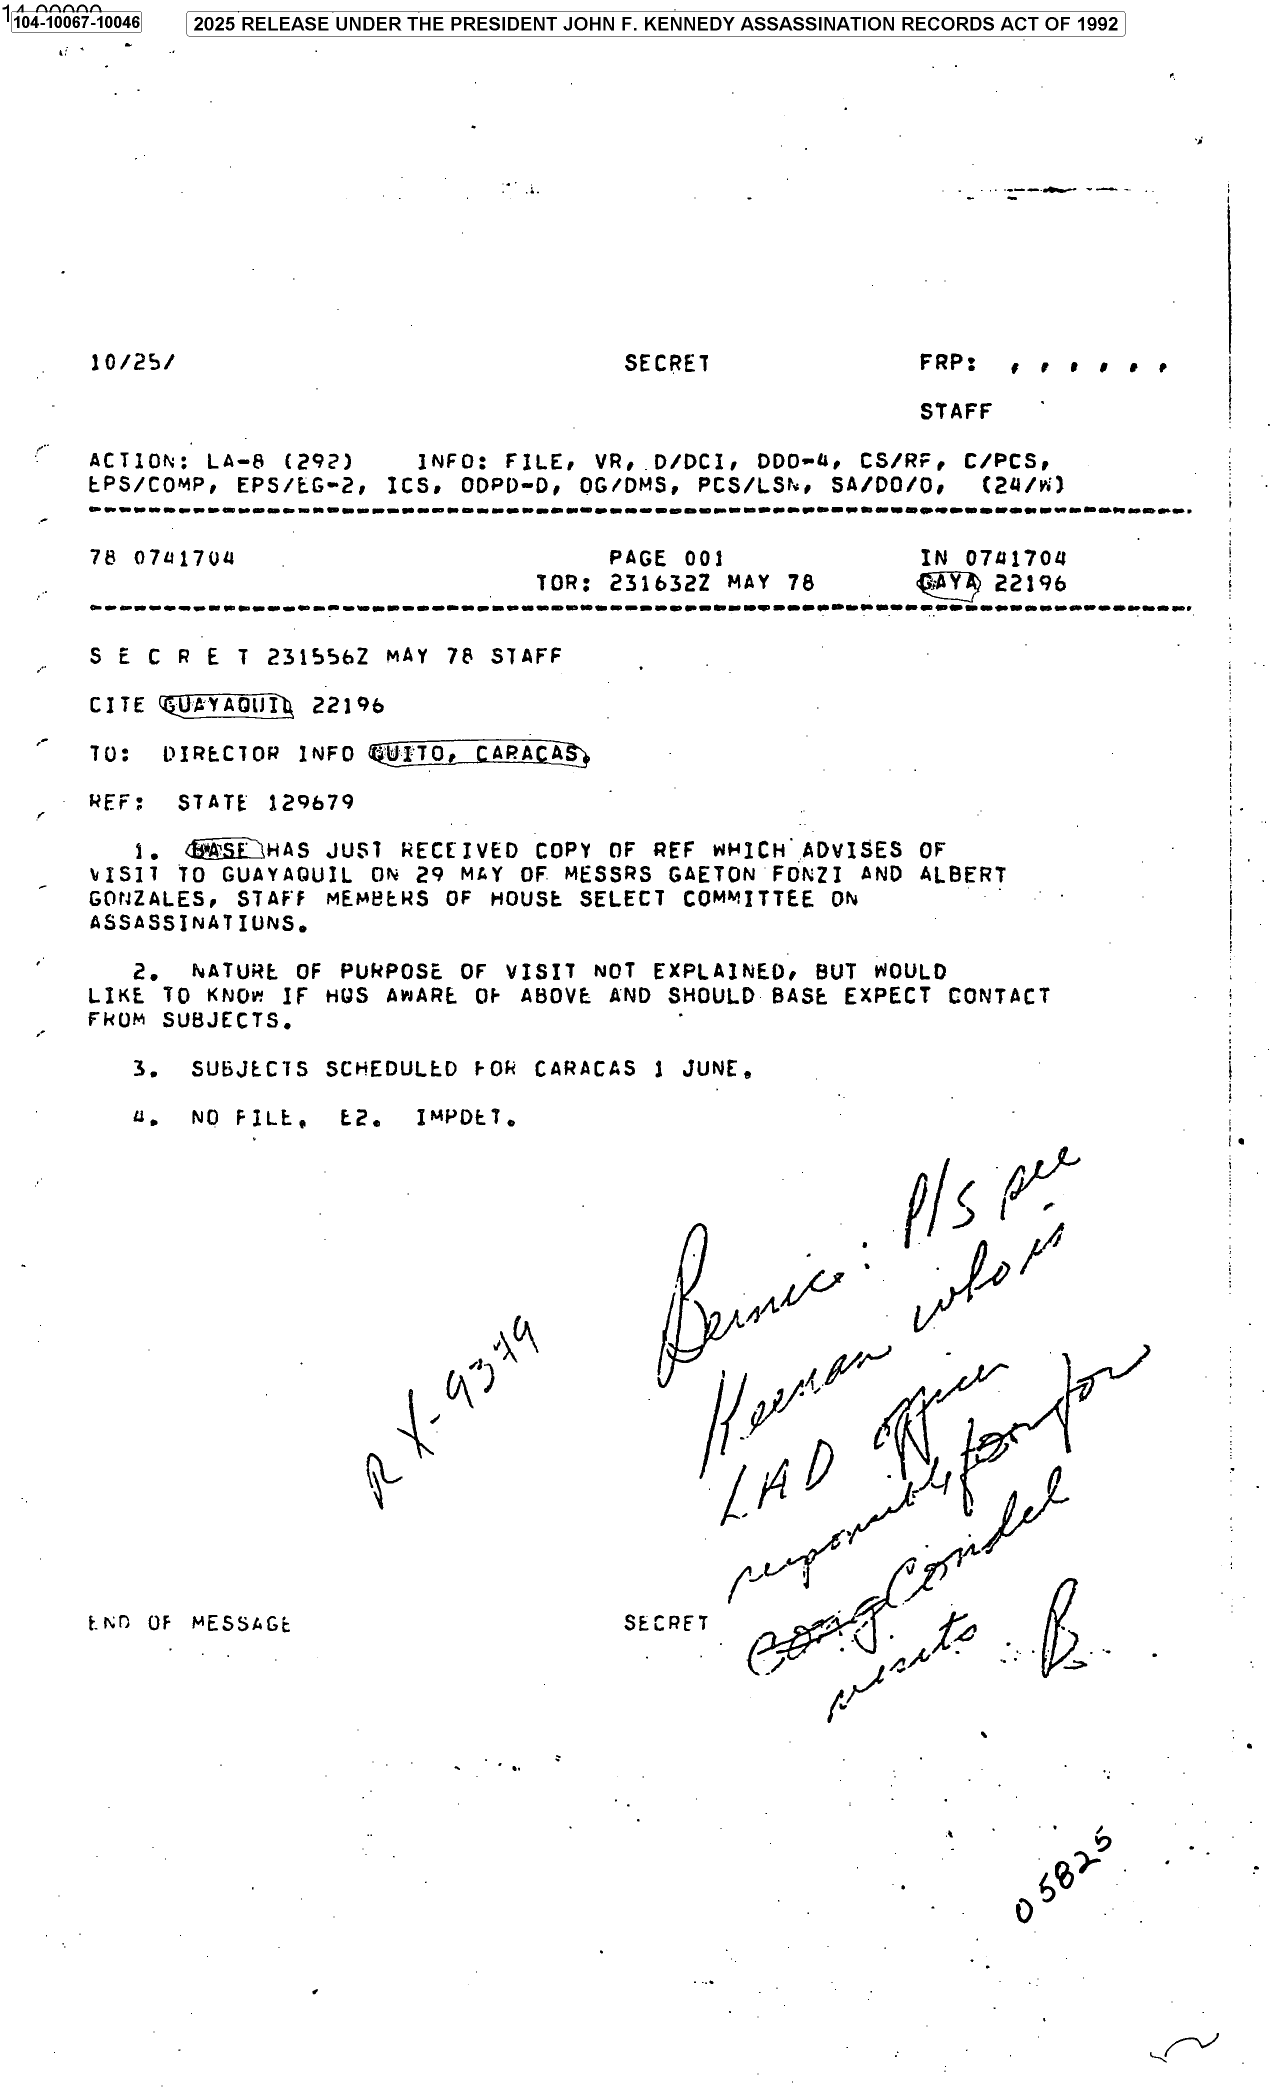 14-00000
104-10067-10046
2025 RELEASE UNDER THE PRESIDENT JOHN F. KENNEDY ASSASSINATION RECORDS ACT OF 1992
10/25/ SECRET FRP: , , , , , ,
STAFF
ACTION: LA-8 (292) INFO: FILE, VR, D/DCI, DDO-4, CS/RF, C/PCS,
EPS/COMP, EPS/EG-2, ICS, ODPD-D, OG/DMS, PCS/LSN, SA/DO/O, (24/W)
78 0741704 PAGE 001 IN 0741704
TOR: 231632Z MAY 78 GAYA 22196
S E C R E T 231556Z MAY 78 STAFF
CITE GUAYAQUIL 22196
TO: DIRECTOR INFO QUITO, CARACAS.
REF: STATE 129679
1. BASE HAS JUST RECEIVED COPY OF REF WHICH ADVISES OF
VISIT TO GUAYAQUIL ON 29 MAY OF MESSRS GAETON FONZI AND ALBERT
GONZALES, STAFF MEMBERS OF HOUSE SELECT COMMITTEE ON
ASSASSINATIONS.
2. NATURE OF PURPOSE OF VISIT NOT EXPLAINED, BUT WOULD
LIKE TO KNOW IF HQS AWARE OF ABOVE AND SHOULD BASE EXPECT CONTACT
FROM SUBJECTS.
3. SUBJECTS SCHEDULED FOR CARACAS 1 JUNE.
4. NO FILE. E2. IMPDET.
Bernice: P/S see
Keenan who is
LAD officer
responsible for
Cong Condel
visits B
RX-9379
END OF MESSAGE SECRET
05825